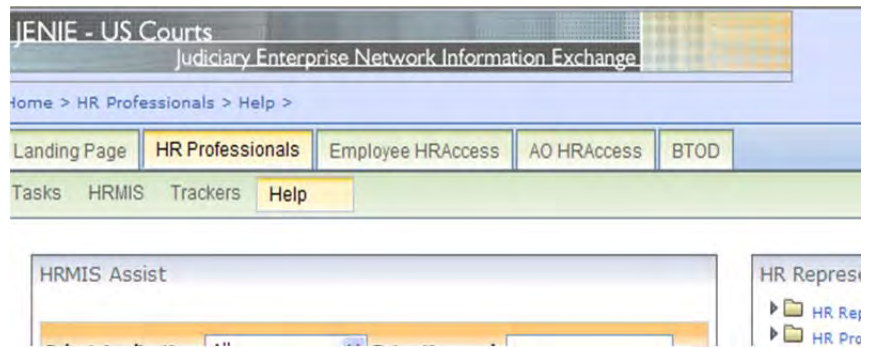 JENIE - US Courts
Judiciary Enterprise Network Information Exchange
Home > HR Professionals > Help >
Landing Page HR Professionals Employee HRAccess AO HRAccess BTOD
Tasks HRMIS Trackers Help
HRMIS Assist HR Represe
HR Rep
HR Pro